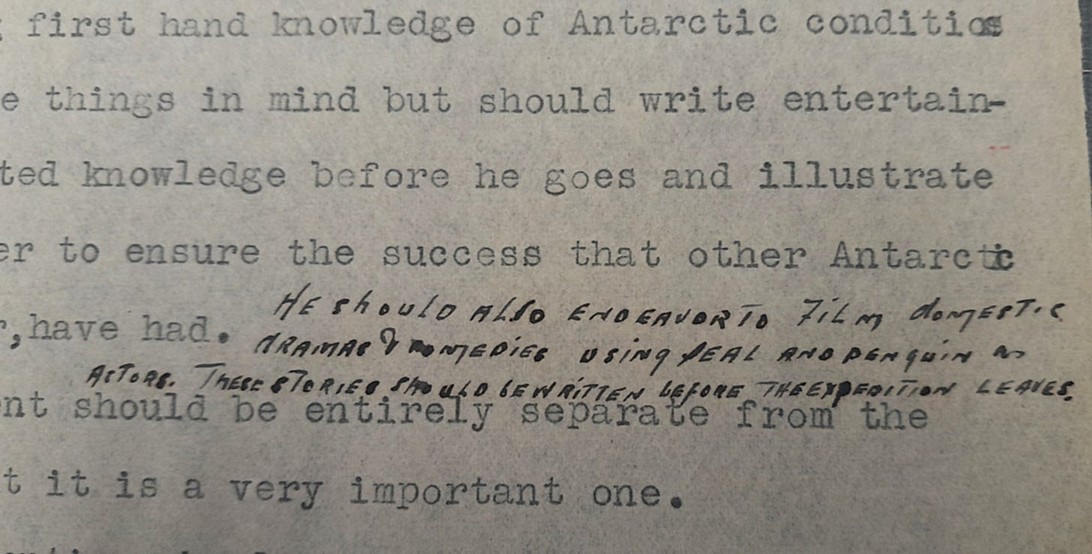 first hand knowledge of Antarctic conditios
e things in mind but should write entertain-
ted knowledge before he goes and illustrate
er to ensure the success that other Antarctic
HE should ALSO ENDEAVOR TO FILM domestic
,have had.
dRAMAS & comedies using SEAL AND PENguin as
ActoRs. These stories should be written before the expedition leaves.
nt should be entirely separate from the
t it is a very important one.